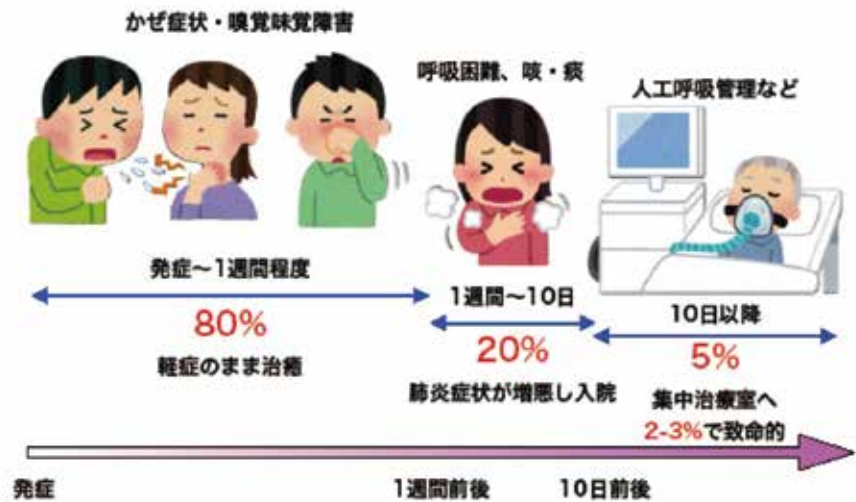 かぜ症状・嗅覚味覚障害
呼吸困難、咳・痰
人工呼吸管理など
発症～1週間程度
80%
軽症のまま治癒
1週間～10日
20%
肺炎症状が増悪し入院
10日以降
5%
集中治療室へ
2-3%で致命的
発症
1週間前後
10日前後